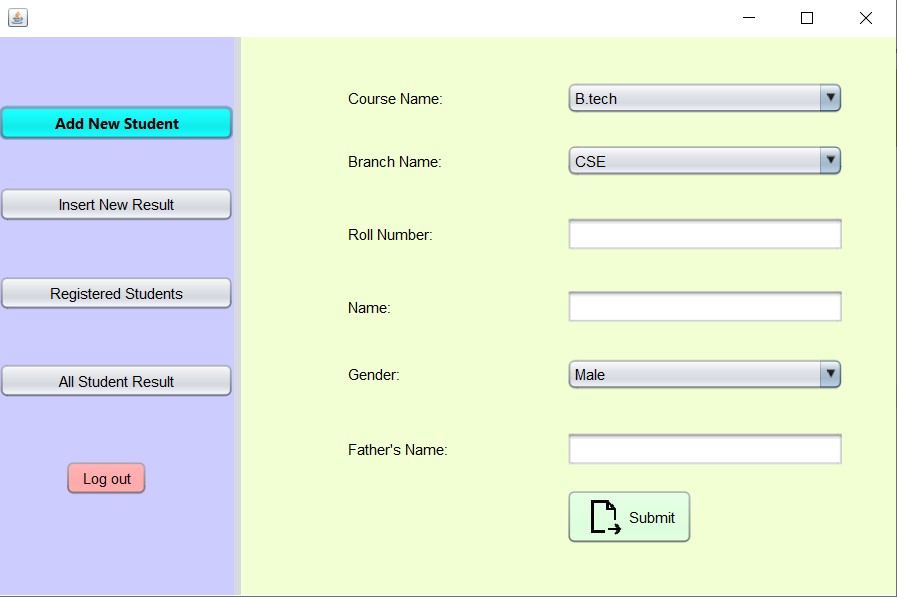 Add New Student
Insert New Result
Registered Students
All Student Result
Log out
Course Name: B.tech
Branch Name: CSE
Roll Number:
Name:
Gender: Male
Father's Name:
Submit